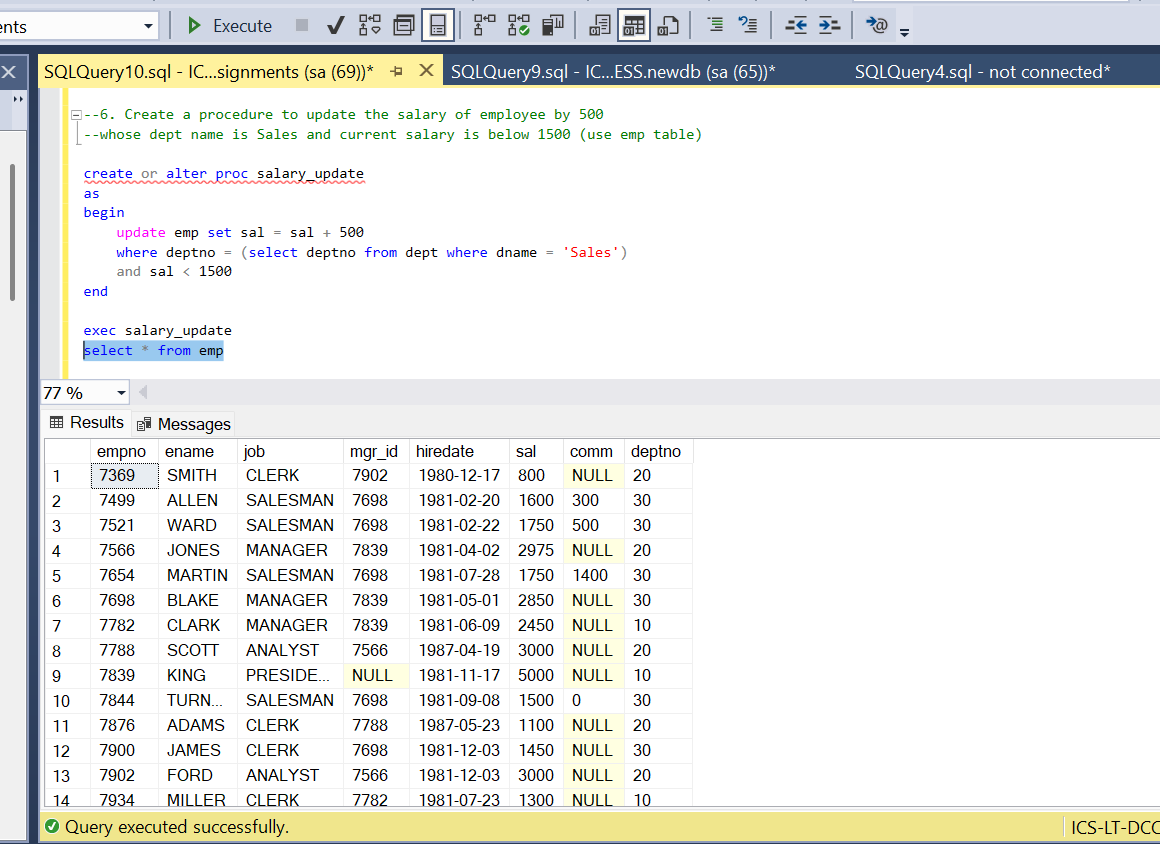 ents Execute
SQLQuery10.sql - IC...signments (sa (69))* SQLQuery9.sql - IC...ESS.newdb (sa (65))* SQLQuery4.sql - not connected*
--6. Create a procedure to update the salary of employee by 500
--whose dept name is Sales and current salary is below 1500 (use emp table)
create or alter proc salary_update
as
begin
update emp set sal = sal + 500
where deptno = (select deptno from dept where dname = 'Sales')
and sal < 1500
end
exec salary_update
select * from emp
77 %
Results Messages
empno ename job mgr_id hiredate sal comm deptno
1 7369 SMITH CLERK 7902 1980-12-17 800 NULL 20
2 7499 ALLEN SALESMAN 7698 1981-02-20 1600 300 30
3 7521 WARD SALESMAN 7698 1981-02-22 1750 500 30
4 7566 JONES MANAGER 7839 1981-04-02 2975 NULL 20
5 7654 MARTIN SALESMAN 7698 1981-07-28 1750 1400 30
6 7698 BLAKE MANAGER 7839 1981-05-01 2850 NULL 30
7 7782 CLARK MANAGER 7839 1981-06-09 2450 NULL 10
8 7788 SCOTT ANALYST 7566 1987-04-19 3000 NULL 20
9 7839 KING PRESIDE... NULL 1981-11-17 5000 NULL 10
10 7844 TURN... SALESMAN 7698 1981-09-08 1500 0 30
11 7876 ADAMS CLERK 7788 1987-05-23 1100 NULL 20
12 7900 JAMES CLERK 7698 1981-12-03 1450 NULL 30
13 7902 FORD ANALYST 7566 1981-12-03 3000 NULL 20
14 7934 MILLER CLERK 7782 1981-07-23 1300 NULL 10
Query executed successfully. ICS-LT-DCC